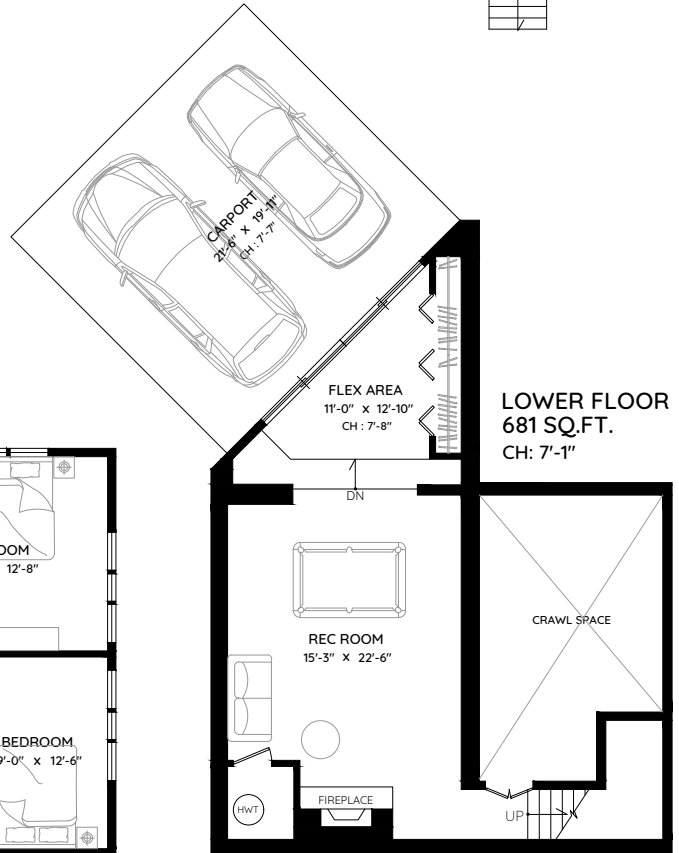 CARPORT
21'-6" X 19'-11"
CH : 7'-7"
FLEX AREA
11'-0" x 12'-10"
CH : 7'-8"
LOWER FLOOR
681 SQ.FT.
CH: 7'-1"
DN
OOM
12'-8"
REC ROOM
15'-3" X 22'-6"
CRAWL SPACE
BEDROOM
9'-0" X 12'-6"
HWT
FIREPLACE
UP